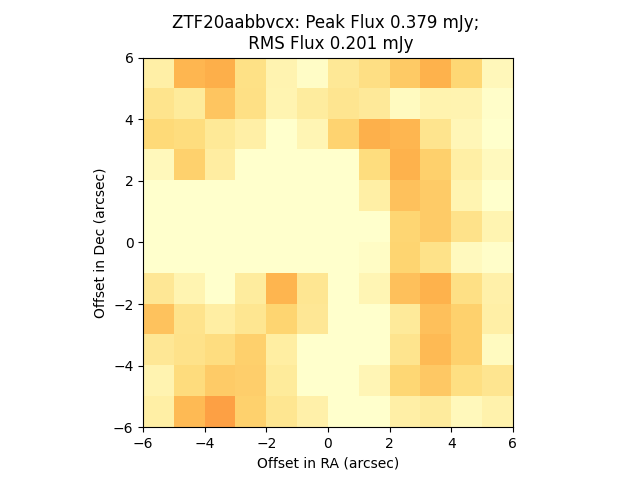 ZTF20aabbvcx: Peak Flux 0.379 mJy;
RMS Flux 0.201 mJy
6
4
2
0
−2
−4
−6
Offset in Dec (arcsec)
−6 −4 −2 0 2 4 6
Offset in RA (arcsec)